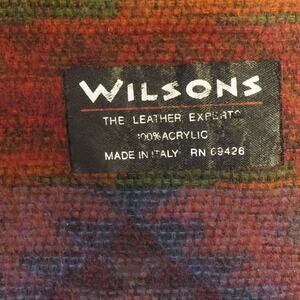 WILSONS
THE LEATHER EXPERTS
100% ACRYLIC
MADE IN ITALY RN 69426